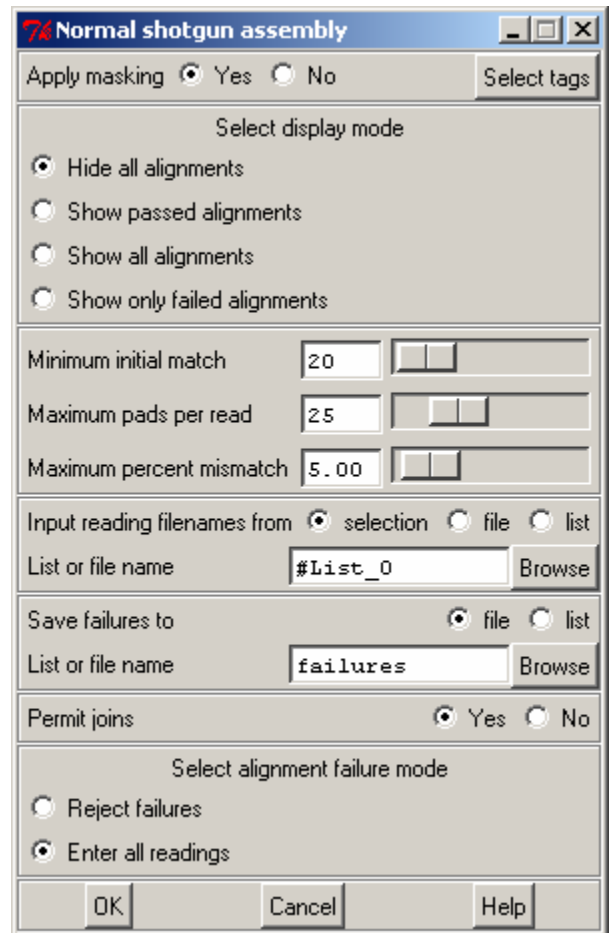 Normal shotgun assembly
Apply masking Yes No Select tags
Select display mode
Hide all alignments
Show passed alignments
Show all alignments
Show only failed alignments
Minimum initial match 20
Maximum pads per read 25
Maximum percent mismatch 5.00
Input reading filenames from selection file list
List or file name #List_0 Browse
Save failures to file list
List or file name failures Browse
Permit joins Yes No
Select alignment failure mode
Reject failures
Enter all readings
OK Cancel Help